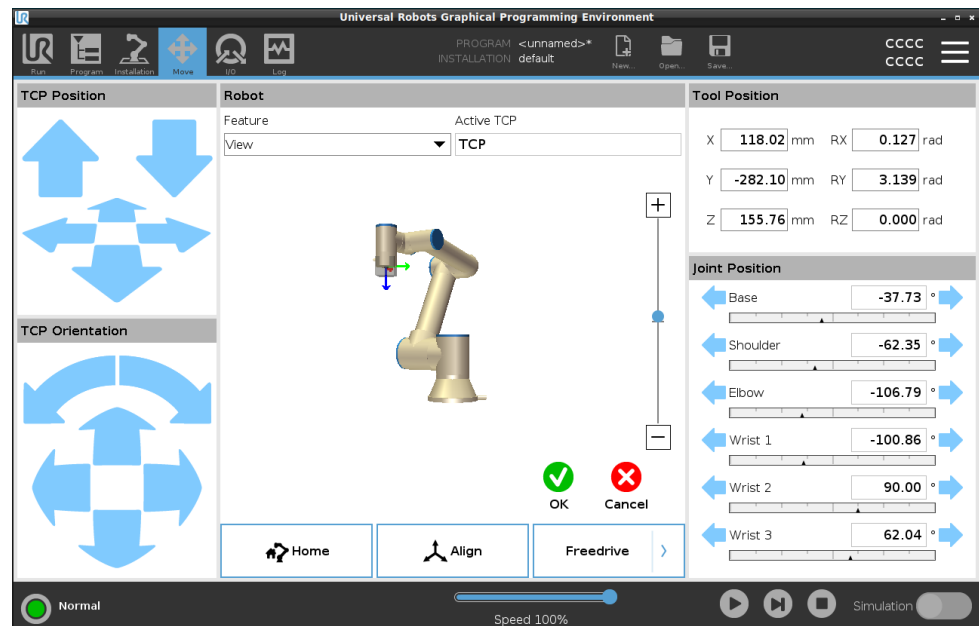 Universal Robots Graphical Programming Environment
UR
Run
Program
Installation
Move
I/O
Log
PROGRAM <unnamed>*
INSTALLATION default
New...
Open...
Save...
CCCC
CCCC
TCP Position
Robot
Tool Position
Feature
Active TCP
View
TCP
X 118.02 mm RX 0.127 rad
Y -282.10 mm RY 3.139 rad
Z 155.76 mm RZ 0.000 rad
Joint Position
Base -37.73 °
Shoulder -62.35 °
Elbow -106.79 °
Wrist 1 -100.86 °
Wrist 2 90.00 °
Wrist 3 62.04 °
TCP Orientation
OK
Cancel
Home
Align
Freedrive
Normal
Speed 100%
Simulation